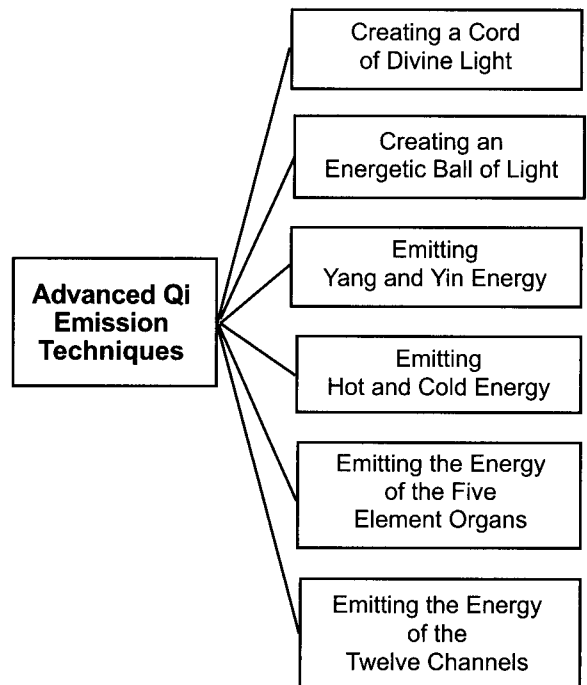 Advanced Qi
Emission
Techniques
Creating a Cord
of Divine Light
Creating an
Energetic Ball of Light
Emitting
Yang and Yin Energy
Emitting
Hot and Cold Energy
Emitting the Energy
of the Five
Element Organs
Emitting the Energy
of the
Twelve Channels